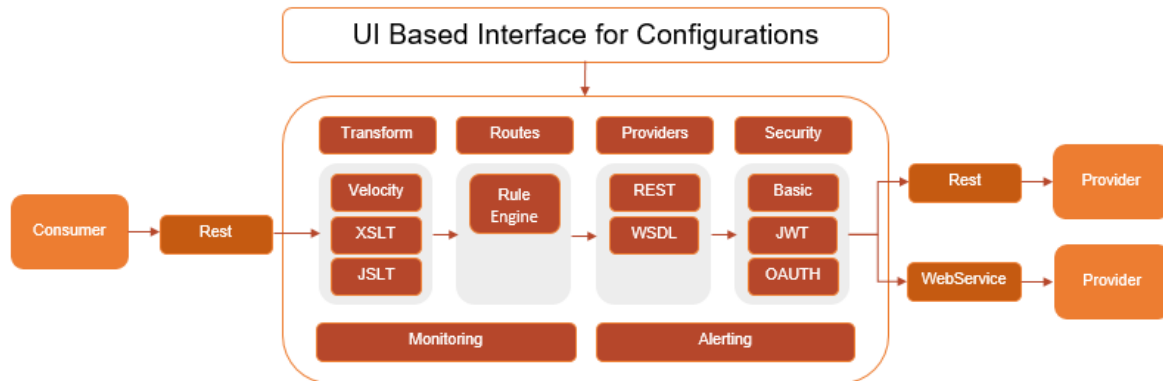 UI Based Interface for Configurations
Transform
Routes
Providers
Security
Velocity
XSLT
JSLT
Rule
Engine
REST
WSDL
Basic
JWT
OAUTH
Consumer
Rest
Rest
Provider
WebService
Provider
Monitoring
Alerting